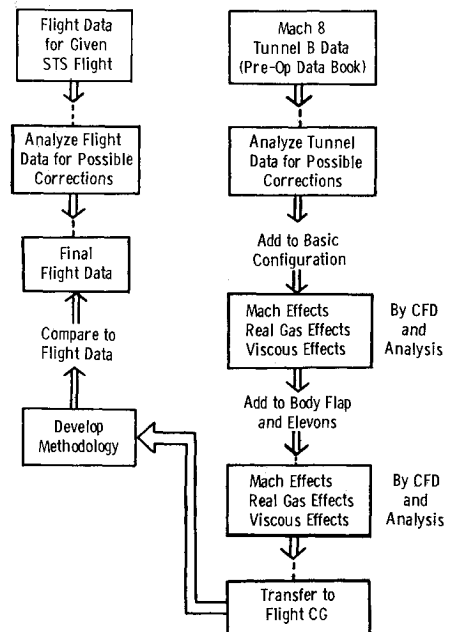 Flight Data
for Given
STS Flight
Analyze Flight
Data for Possible
Corrections
Final
Flight Data
Compare to
Flight Data
Develop
Methodology
Mach 8
Tunnel B Data
(Pre-Op Data Book)
Analyze Tunnel
Data for Possible
Corrections
Add to Basic
Configuration
Mach Effects
Real Gas Effects
Viscous Effects
By CFD
and
Analysis
Add to Body Flap
and Elevons
Mach Effects
Real Gas Effects
Viscous Effects
By CFD
and
Analysis
Transfer to
Flight CG